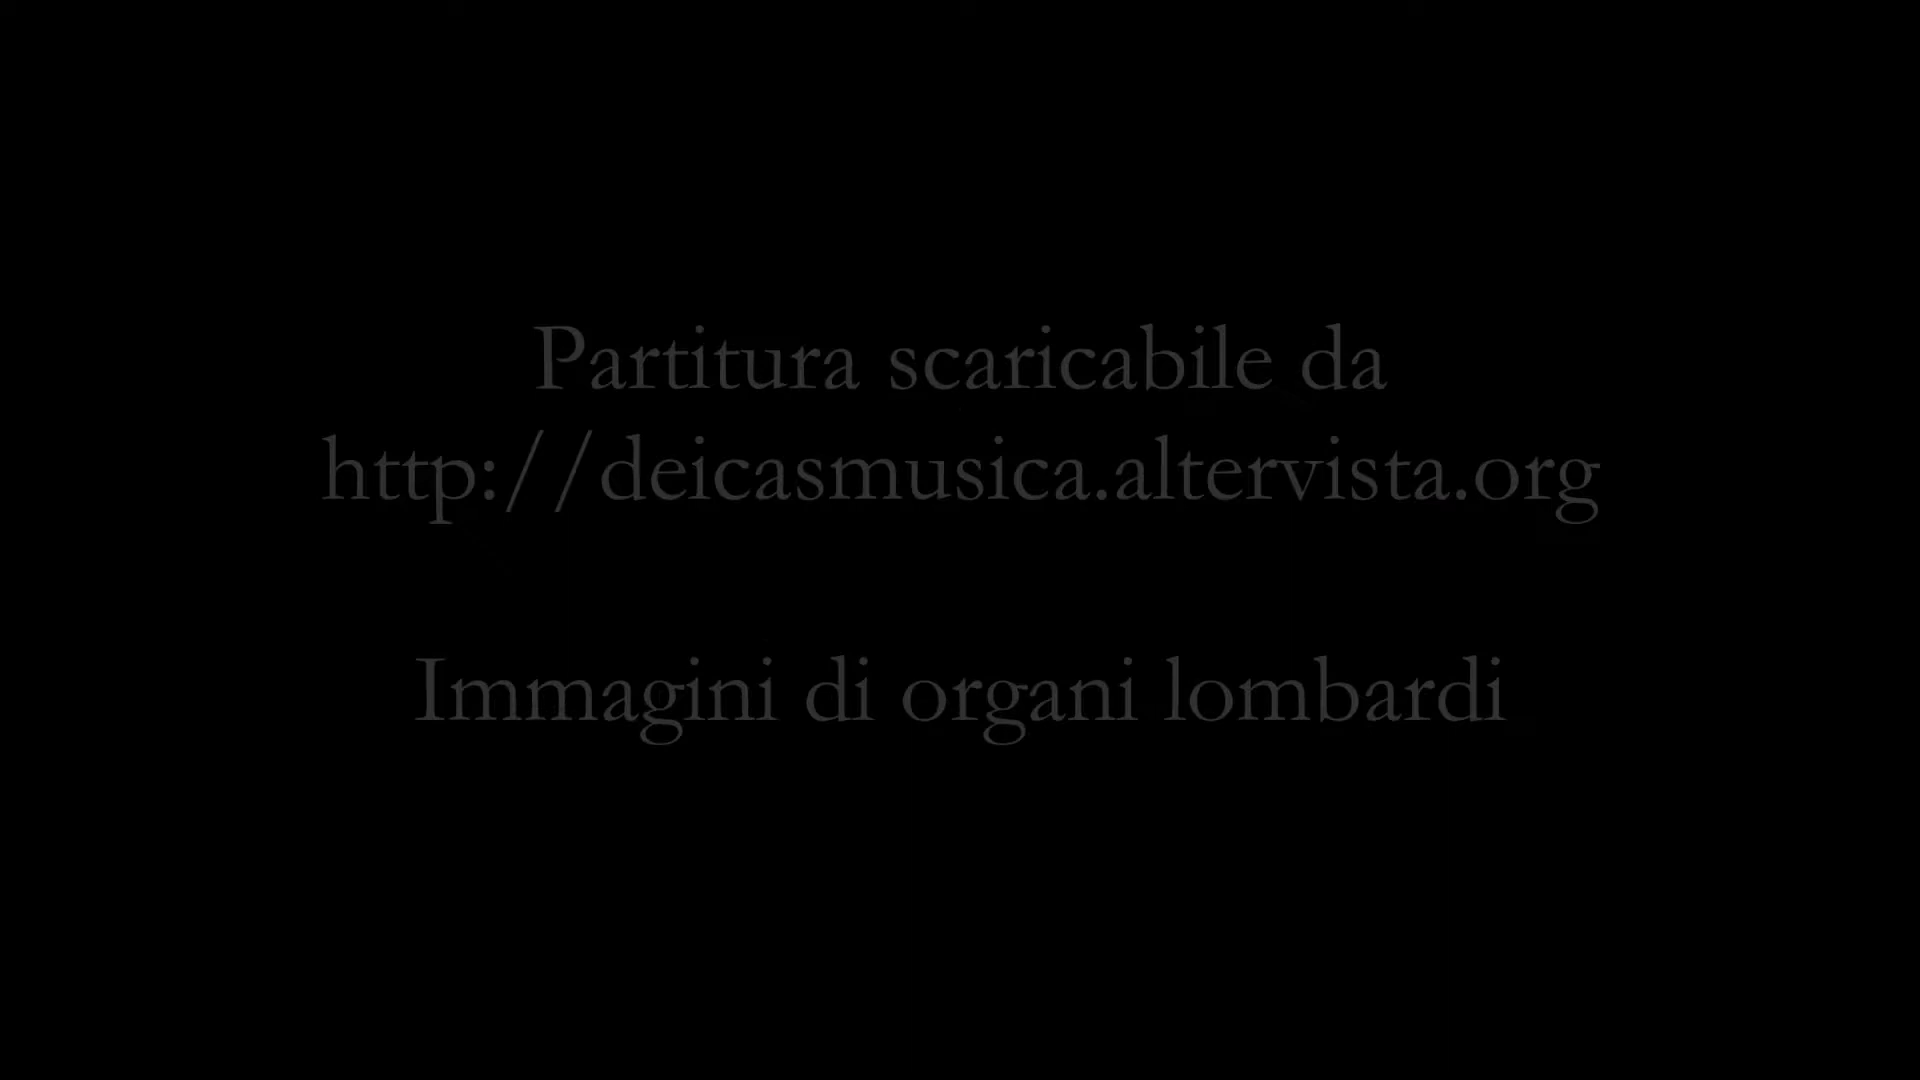 Partitura scaricabile da
http://deicasmusica.altervista.org
Immagini di organi lombardi